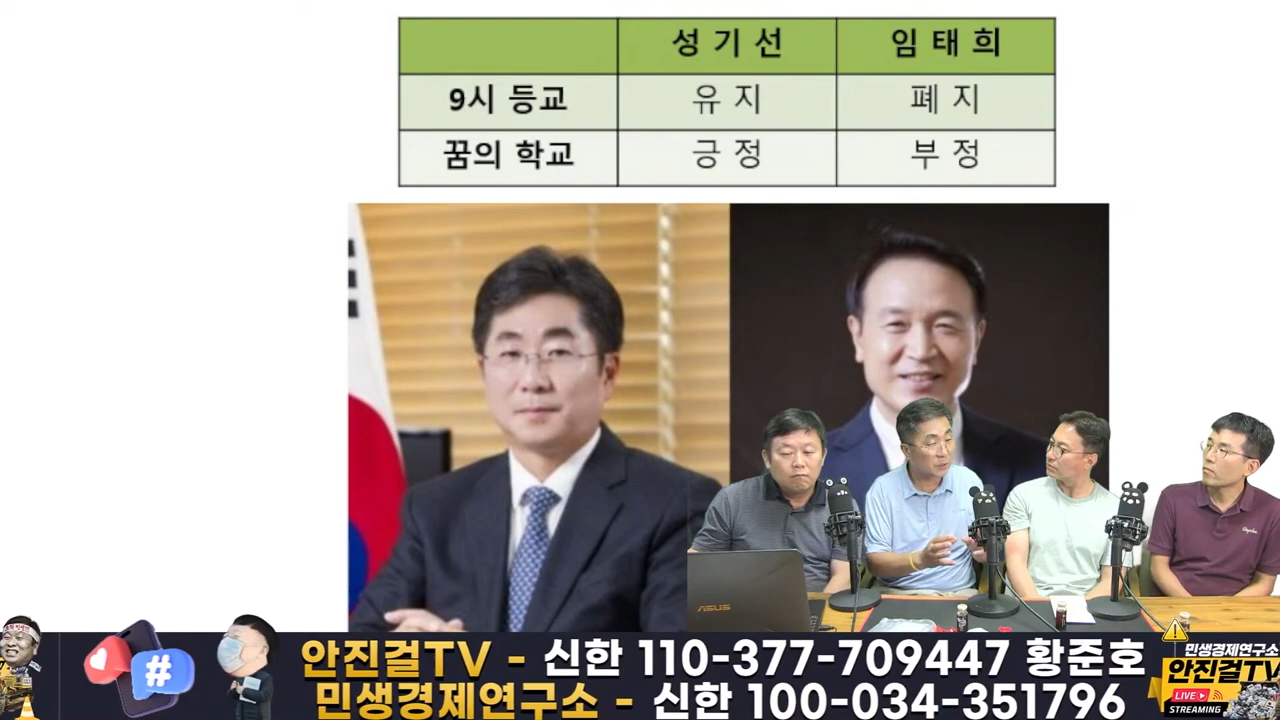 성 기 선 임 태 희
9시 등교 유 지 폐 지
꿈의 학교 긍 정 부 정
ASUS
안진걸TV - 신한 110-377-709447 황준호
민생경제연구소 - 신한 100-034-351796
#
민생경제연구소
안진걸TV
LIVE
STREAMING